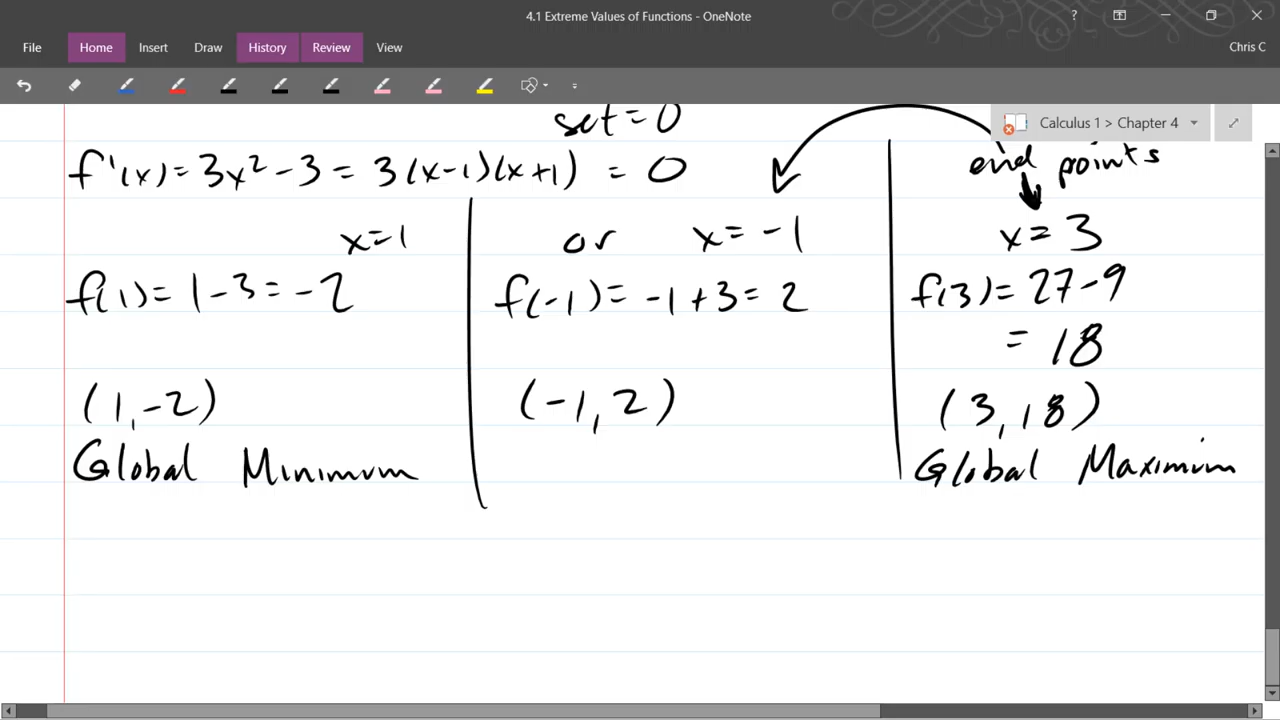 4.1 Extreme Values of Functions - OneNote
?
File Home Insert Draw History Review View
Chris C
Calculus 1 > Chapter 4
set = 0
f'(x) = 3x² - 3 = 3(x-1)(x+1) = 0
end points
x=1
or x = -1
x = 3
f(1) = 1-3 = -2
f(-1) = -1+3 = 2
f(3) = 27-9
= 18
(1,-2)
(-1,2)
(3,18)
Global Minimum
Global Maximum